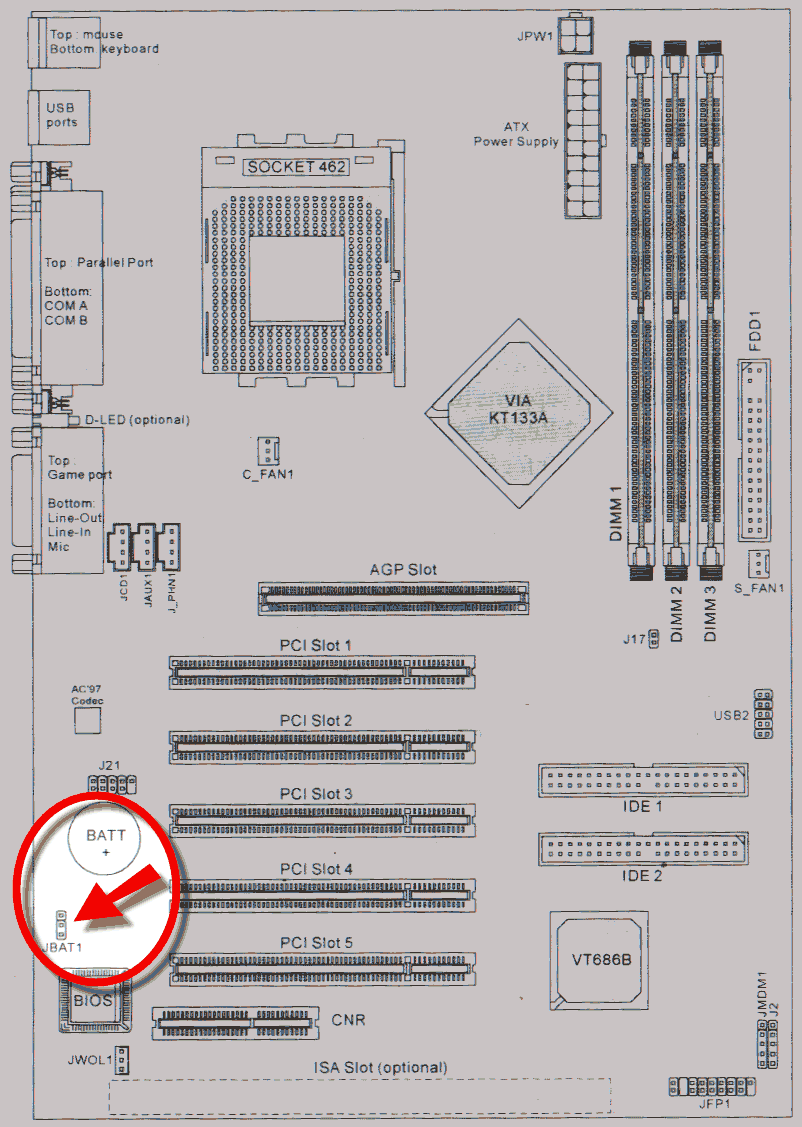 Top : mouse
Bottom keyboard
JPW1
USB
ports
ATX
Power Supply
SOCKET 462
Top : Parallel Port
Bottom:
COM A
COM B
FDD1
VIA
KT133A
D-LED (optional)
Top :
Game port
C_FAN1
Bottom:
Line-Out
Line-In
Mic
DIMM 1
JCD1
JAUX1
J_PHN1
AGP Slot
S_FAN1
DIMM 2
DIMM 3
J17
PCI Slot 1
AC'97
Codec
USB2
PCI Slot 2
J21
PCI Slot 3
IDE 1
BATT
+
PCI Slot 4
IDE 2
JBAT1
PCI Slot 5
VT686B
BIOS
CNR
JMDM1
J2
JWOL1
ISA Slot (optional)
JFP1